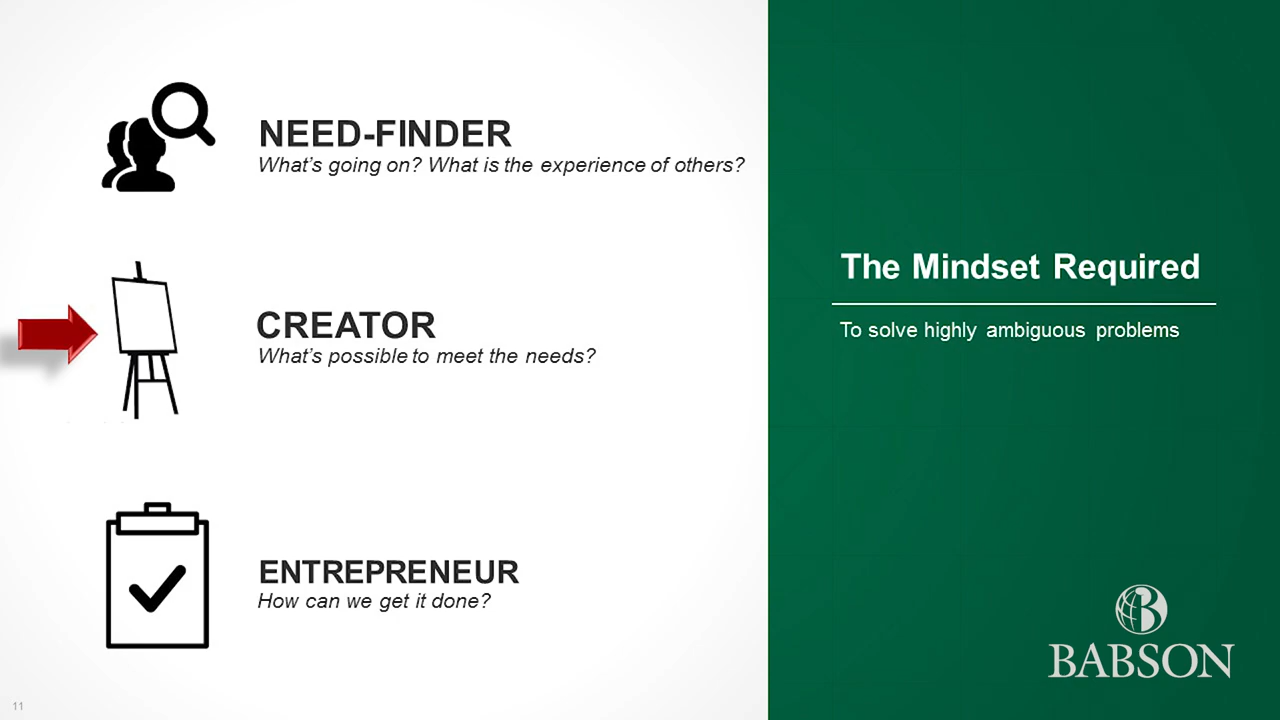 NEED-FINDER
What's going on? What is the experience of others?
CREATOR
What's possible to meet the needs?
ENTREPRENEUR
How can we get it done?
11
The Mindset Required
To solve highly ambiguous problems
B
BABSON